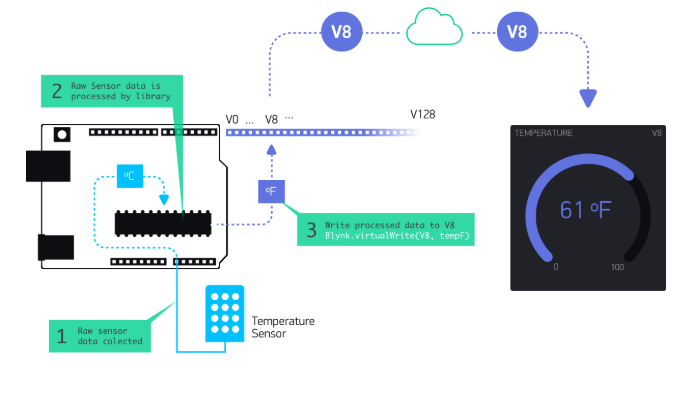 V8
V8
2 Raw Sensor data is
processed by library
V0 ... V8 ...
V128
TEMPERATURE V8
ºC
ºF
61 ºF
3 Write processed data to V8
Blynk.virtualWrite(V8, tempF)
0 100
1 Raw sensor
data colected
Temperature
Sensor